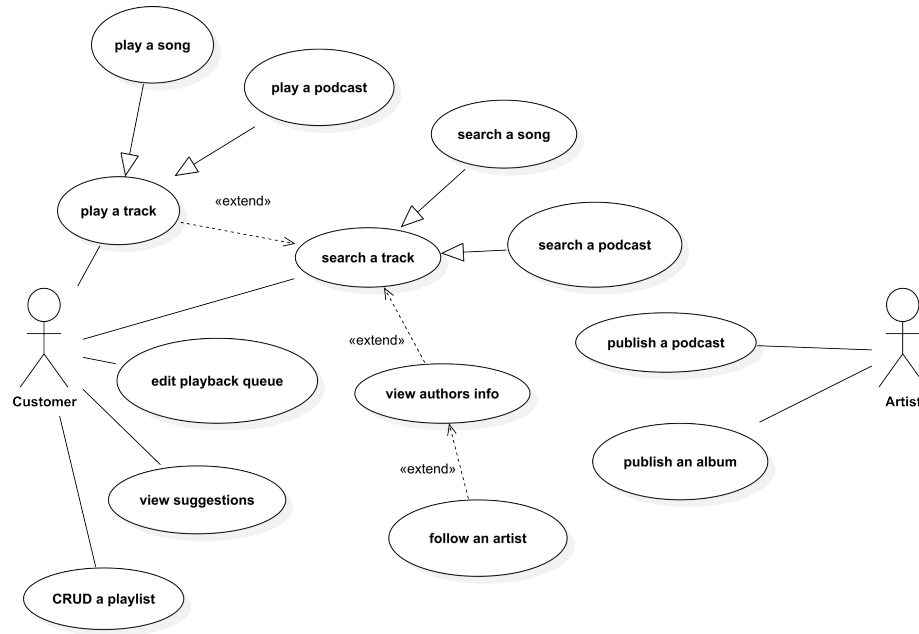 play a song
play a podcast
search a song
play a track
«extend»
search a track
search a podcast
publish a podcast
«extend»
edit playback queue
view authors info
Customer
Artist
publish an album
«extend»
view suggestions
follow an artist
CRUD a playlist